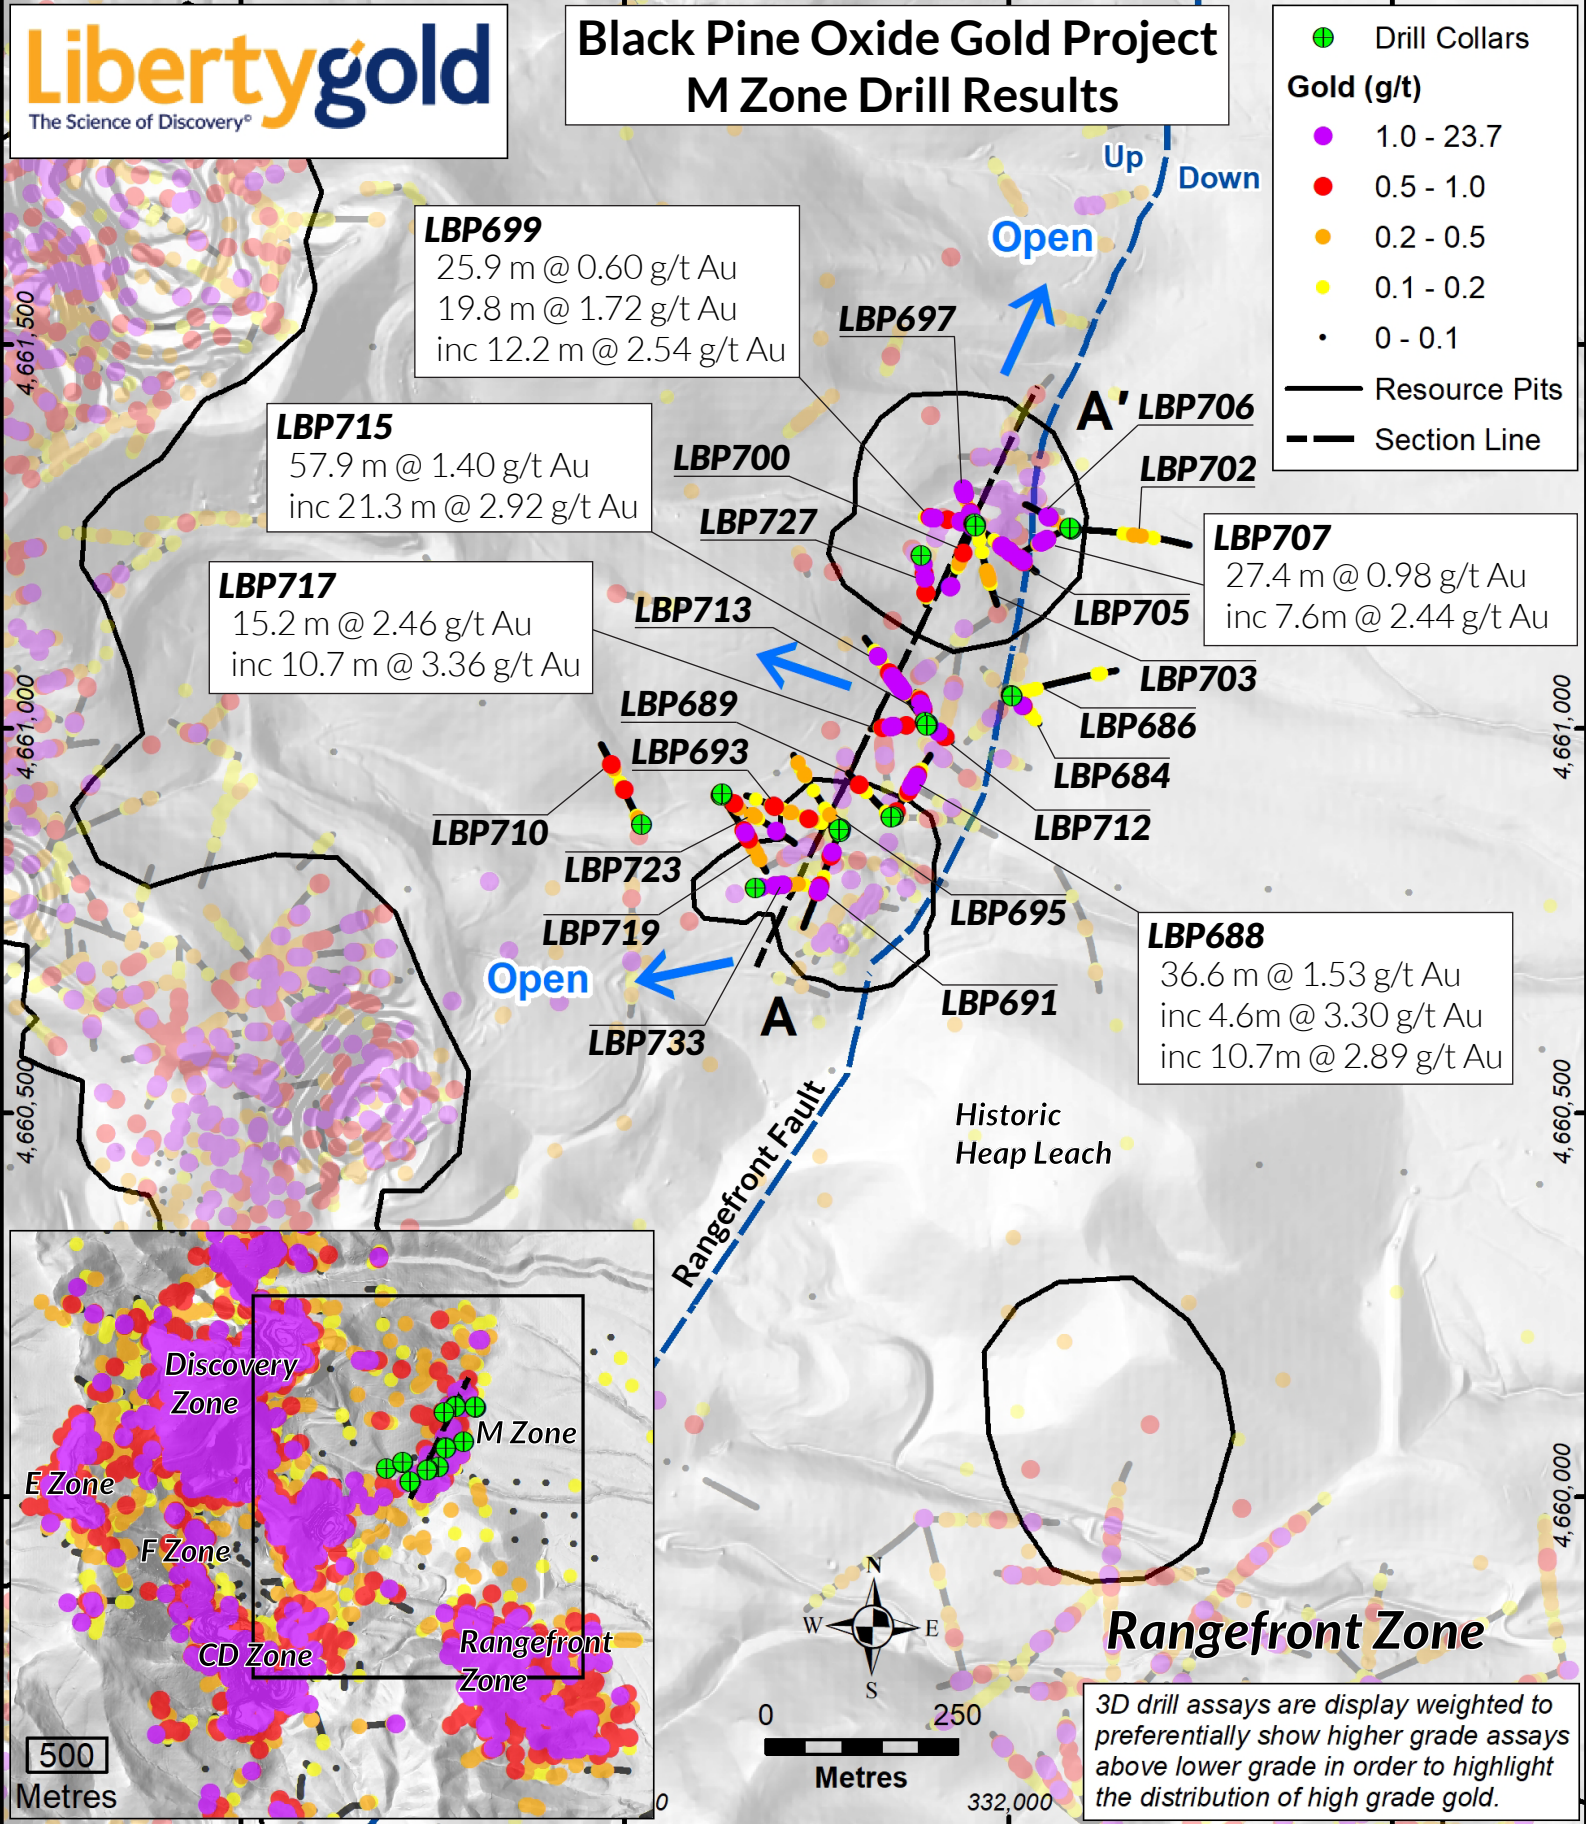 Libertygold
The Science of Discovery©
Black Pine Oxide Gold Project
M Zone Drill Results
Drill Collars
Gold (g/t)
1.0 - 23.7
0.5 - 1.0
0.2 - 0.5
0.1 - 0.2
0 - 0.1
Resource Pits
Section Line
Up
Down
Open
LBP699
25.9 m @ 0.60 g/t Au
19.8 m @ 1.72 g/t Au
inc 12.2 m @ 2.54 g/t Au
LBP697
4,661,500
A'
LBP706
LBP715
57.9 m @ 1.40 g/t Au
inc 21.3 m @ 2.92 g/t Au
LBP700
LBP702
LBP727
LBP707
27.4 m @ 0.98 g/t Au
inc 7.6m @ 2.44 g/t Au
LBP717
15.2 m @ 2.46 g/t Au
inc 10.7 m @ 3.36 g/t Au
LBP713
LBP705
LBP703
LBP689
LBP686
4,661,000
4,661,000
LBP693
LBP684
LBP710
LBP712
LBP723
LBP719
LBP695
LBP688
36.6 m @ 1.53 g/t Au
inc 4.6m @ 3.30 g/t Au
inc 10.7m @ 2.89 g/t Au
Open
LBP691
A
LBP733
4,660,500
4,660,500
Historic
Heap Leach
Rangefront Fault
Discovery
Zone
M Zone
E Zone
F Zone
CD Zone
Rangefront
Zone
500
Metres
4,660,000
N
W
E
S
Rangefront Zone
0
250
Metres
0
332,000
3D drill assays are display weighted to
preferentially show higher grade assays
above lower grade in order to highlight
the distribution of high grade gold.